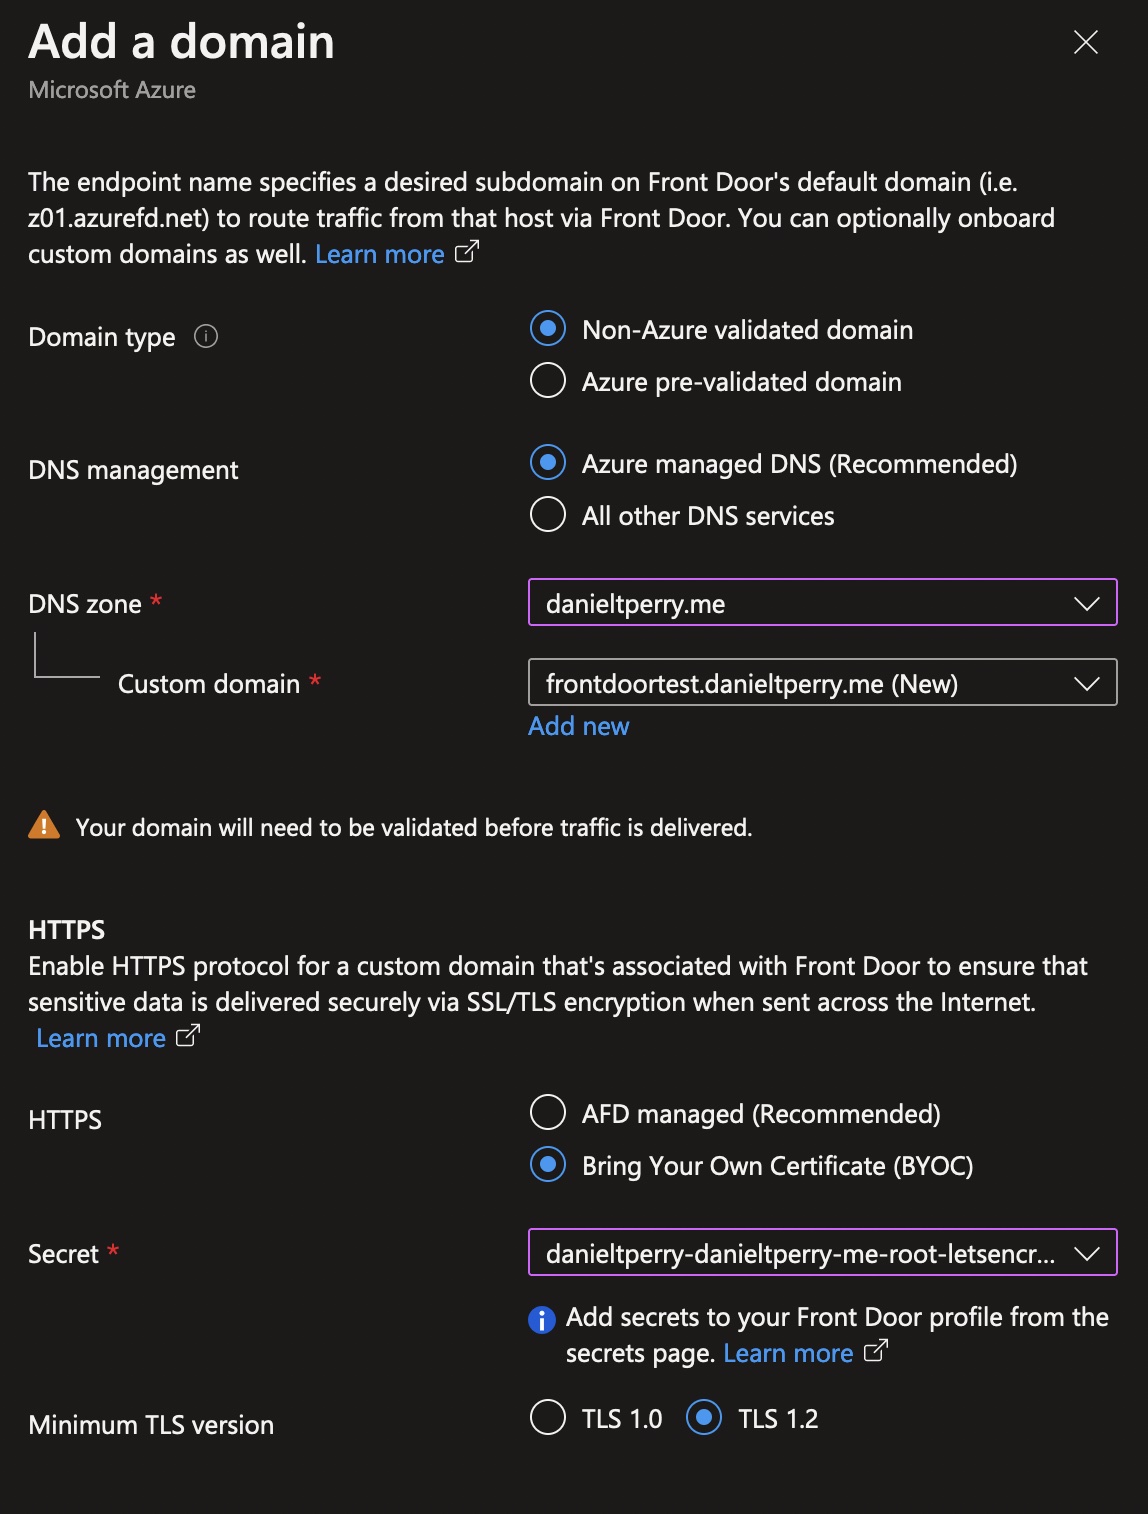 Add a domain
Microsoft Azure
The endpoint name specifies a desired subdomain on Front Door's default domain (i.e.
z01.azurefd.net) to route traffic from that host via Front Door. You can optionally onboard
custom domains as well. Learn more
Domain type
Non-Azure validated domain
Azure pre-validated domain
DNS management
Azure managed DNS (Recommended)
All other DNS services
DNS zone *
danieltperry.me
Custom domain *
frontdoortest.danieltperry.me (New)
Add new
Your domain will need to be validated before traffic is delivered.
HTTPS
Enable HTTPS protocol for a custom domain that's associated with Front Door to ensure that
sensitive data is delivered securely via SSL/TLS encryption when sent across the Internet.
Learn more
HTTPS
AFD managed (Recommended)
Bring Your Own Certificate (BYOC)
Secret *
danieltperry-danieltperry-me-root-letsencr...
Add secrets to your Front Door profile from the
secrets page. Learn more
Minimum TLS version
TLS 1.0 TLS 1.2